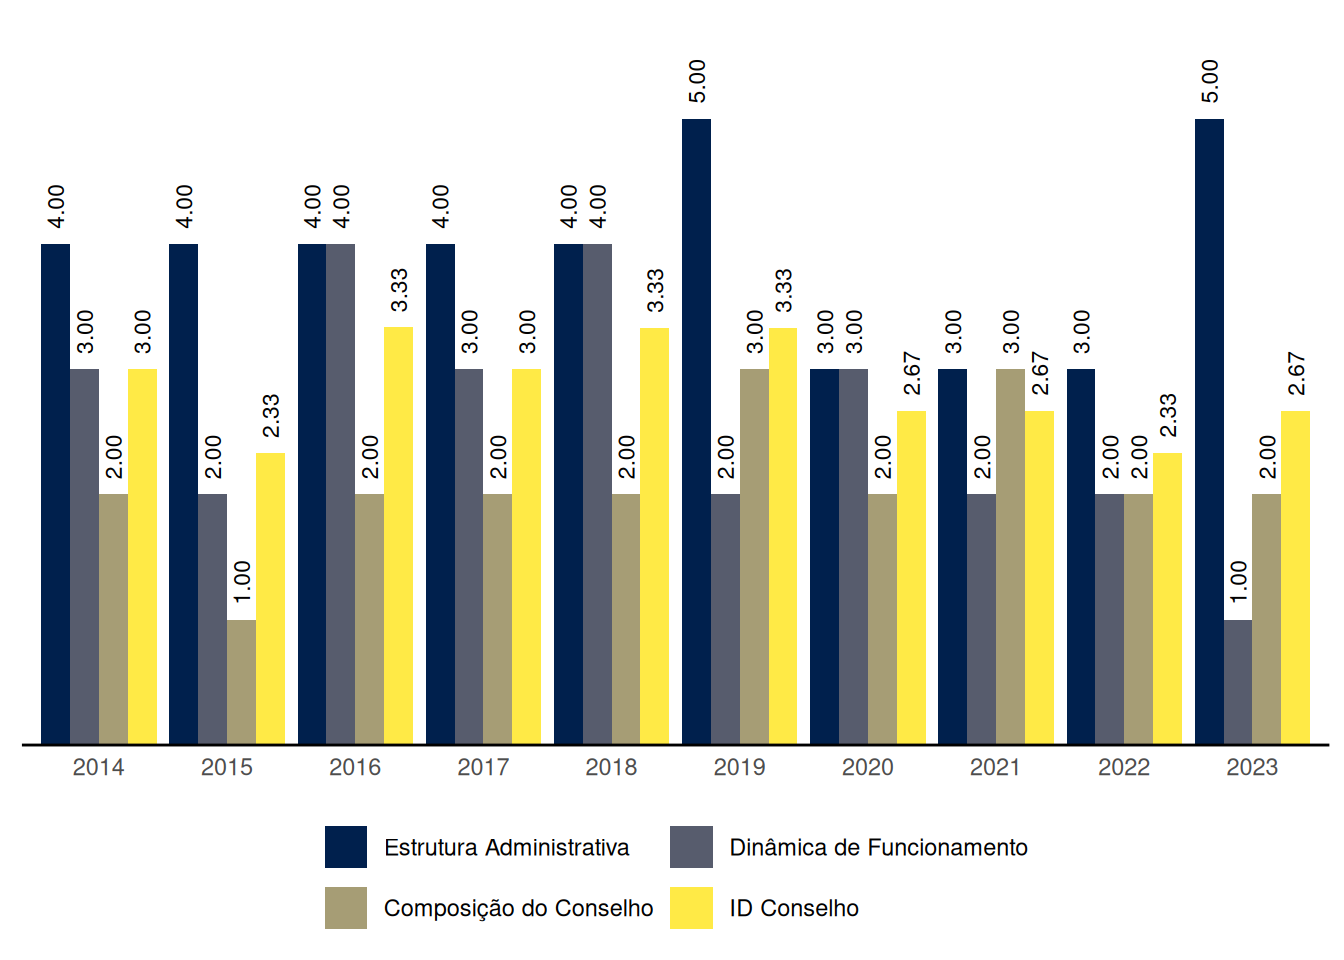 5.00 5.00
4.00 4.00 4.00 4.00 4.00 4.00 4.00
3.33 3.33 3.33
3.00 3.00 3.00 3.00 3.00 3.00 3.00 3.00 3.00 3.00
2.67 2.67 2.67
2.33 2.33
2.00 2.00 2.00 2.00 2.00 2.00 2.00 2.00 2.00 2.00 2.00
1.00 1.00
2014 2015 2016 2017 2018 2019 2020 2021 2022 2023
Estrutura Administrativa Dinâmica de Funcionamento
Composição do Conselho ID Conselho